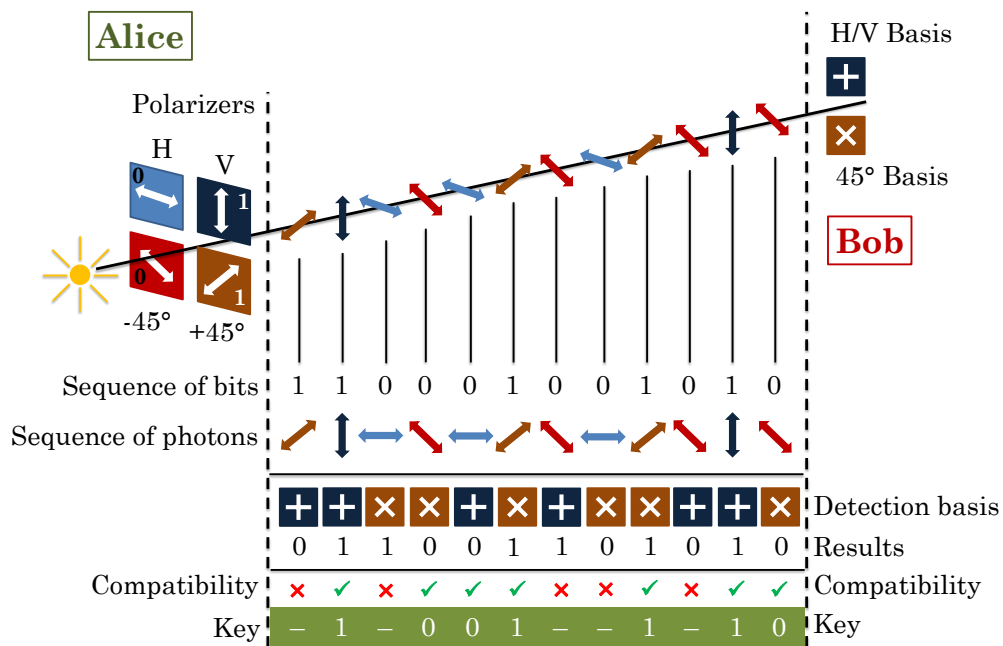 Alice
H/V Basis
Polarizers
H V
0 1
45° Basis
Bob
0 1
-45° +45°
Sequence of bits 1 1 0 0 0 1 0 0 1 0 1 0
Sequence of photons
Detection basis
0 1 1 0 0 1 1 0 1 0 1 0 Results
Compatibility × ✓ × ✓ ✓ ✓ × × ✓ × ✓ ✓ Compatibility
Key – 1 – 0 0 1 – – 1 – 1 0 Key